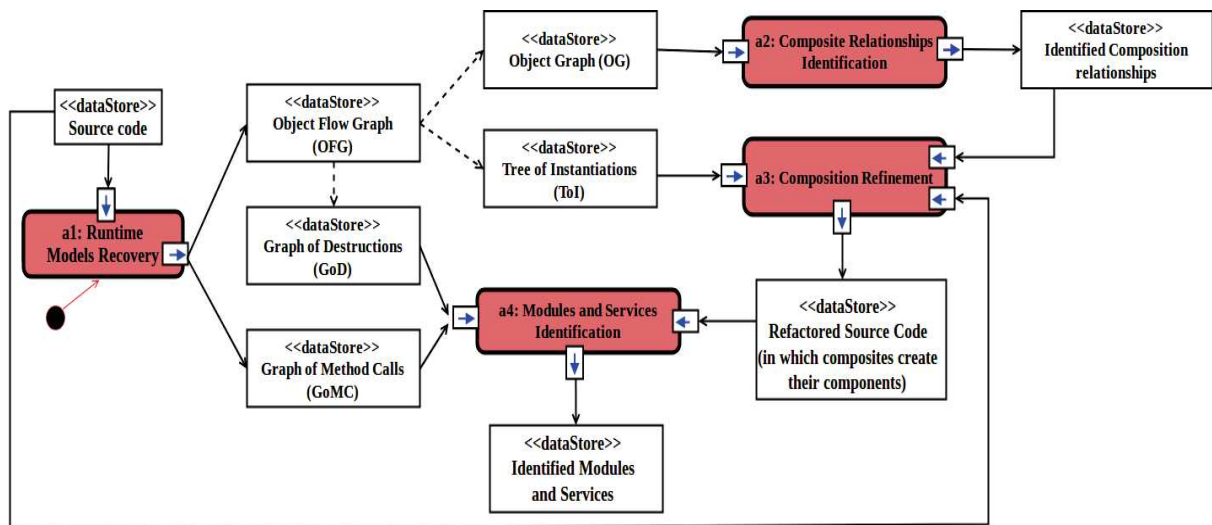 <<dataStore>>
Source code
a1: Runtime
Models Recovery
<<dataStore>>
Object Flow Graph
(OFG)
<<dataStore>>
Graph of Destructions
(GoD)
<<dataStore>>
Graph of Method Calls
(GoMC)
<<dataStore>>
Object Graph (OG)
<<dataStore>>
Tree of Instantiations
(ToI)
a2: Composite Relationships
Identification
<<dataStore>>
Identified Composition
relationships
a3: Composition Refinement
<<dataStore>>
Refactored Source Code
(in which composites create
their components)
a4: Modules and Services
Identification
<<dataStore>>
Identified Modules
and Services